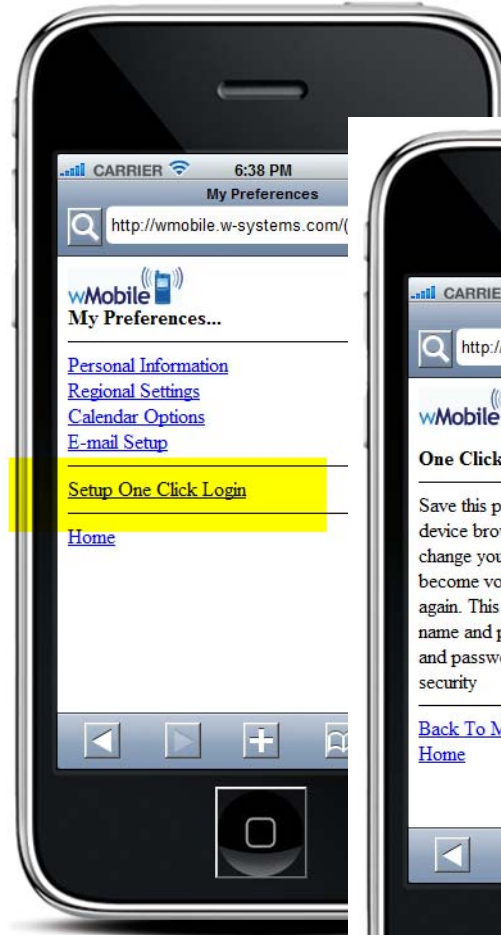 CARRIER 6:38 PM
My Preferences
http://wmobile.w-systems.com/(
wMobile
My Preferences...
Personal Information
Regional Settings
Calendar Options
E-mail Setup
Setup One Click Login
Home
CARRIE
http://
wMobile
One Click
Save this p
device brow
change you
become vo
again. This
name and p
and passwo
security
Back To M
Home